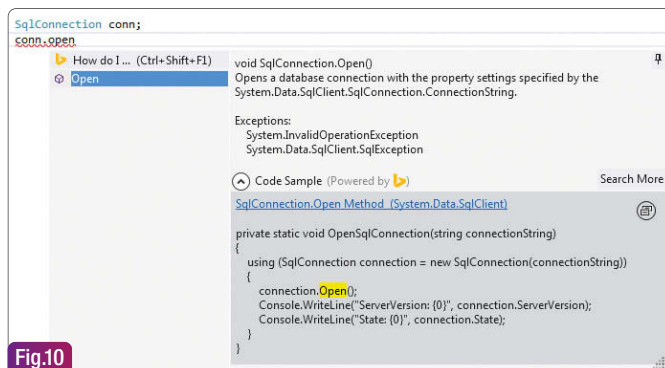 SqlConnection conn;
conn.open
How do I ... (Ctrl+Shift+F1)
Open
void SqlConnection.Open()
Opens a database connection with the property settings specified by the
System.Data.SqlClient.SqlConnection.ConnectionString.
Exceptions:
System.InvalidOperationException
System.Data.SqlClient.SqlException
Code Sample (Powered by )
Search More
SqlConnection.Open Method (System.Data.SqlClient)
private static void OpenSqlConnection(string connectionString)
{
using (SqlConnection connection = new SqlConnection(connectionString))
{
connection.Open();
Console.WriteLine("ServerVersion: {0}", connection.ServerVersion);
Console.WriteLine("State: {0}", connection.State);
}
}
Fig.10